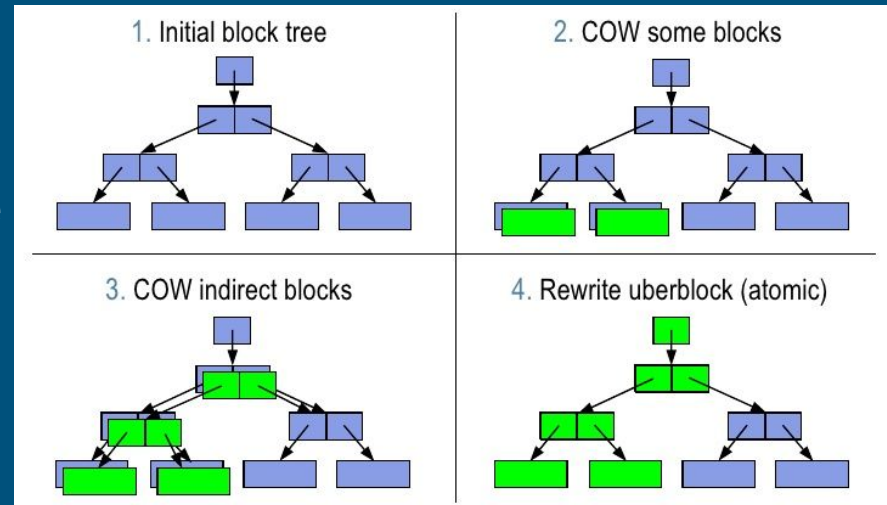 1. Initial block tree
2. COW some blocks
3. COW indirect blocks
4. Rewrite uberblock (atomic)